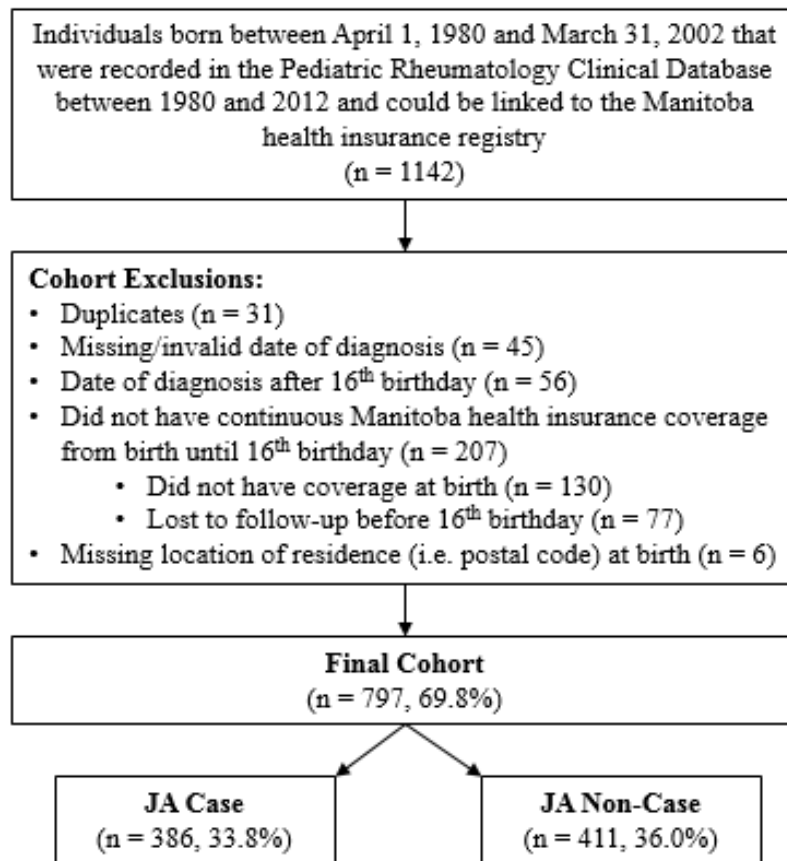 Individuals born between April 1, 1980 and March 31, 2002 that
were recorded in the Pediatric Rheumatology Clinical Database
between 1980 and 2012 and could be linked to the Manitoba
health insurance registry
(n = 1142)
Cohort Exclusions:
• Duplicates (n = 31)
• Missing/invalid date of diagnosis (n = 45)
• Date of diagnosis after 16th birthday (n = 56)
• Did not have continuous Manitoba health insurance coverage
from birth until 16th birthday (n = 207)
• Did not have coverage at birth (n = 130)
• Lost to follow-up before 16th birthday (n = 77)
• Missing location of residence (i.e. postal code) at birth (n = 6)
Final Cohort
(n = 797, 69.8%)
JA Case
(n = 386, 33.8%)
JA Non-Case
(n = 411, 36.0%)